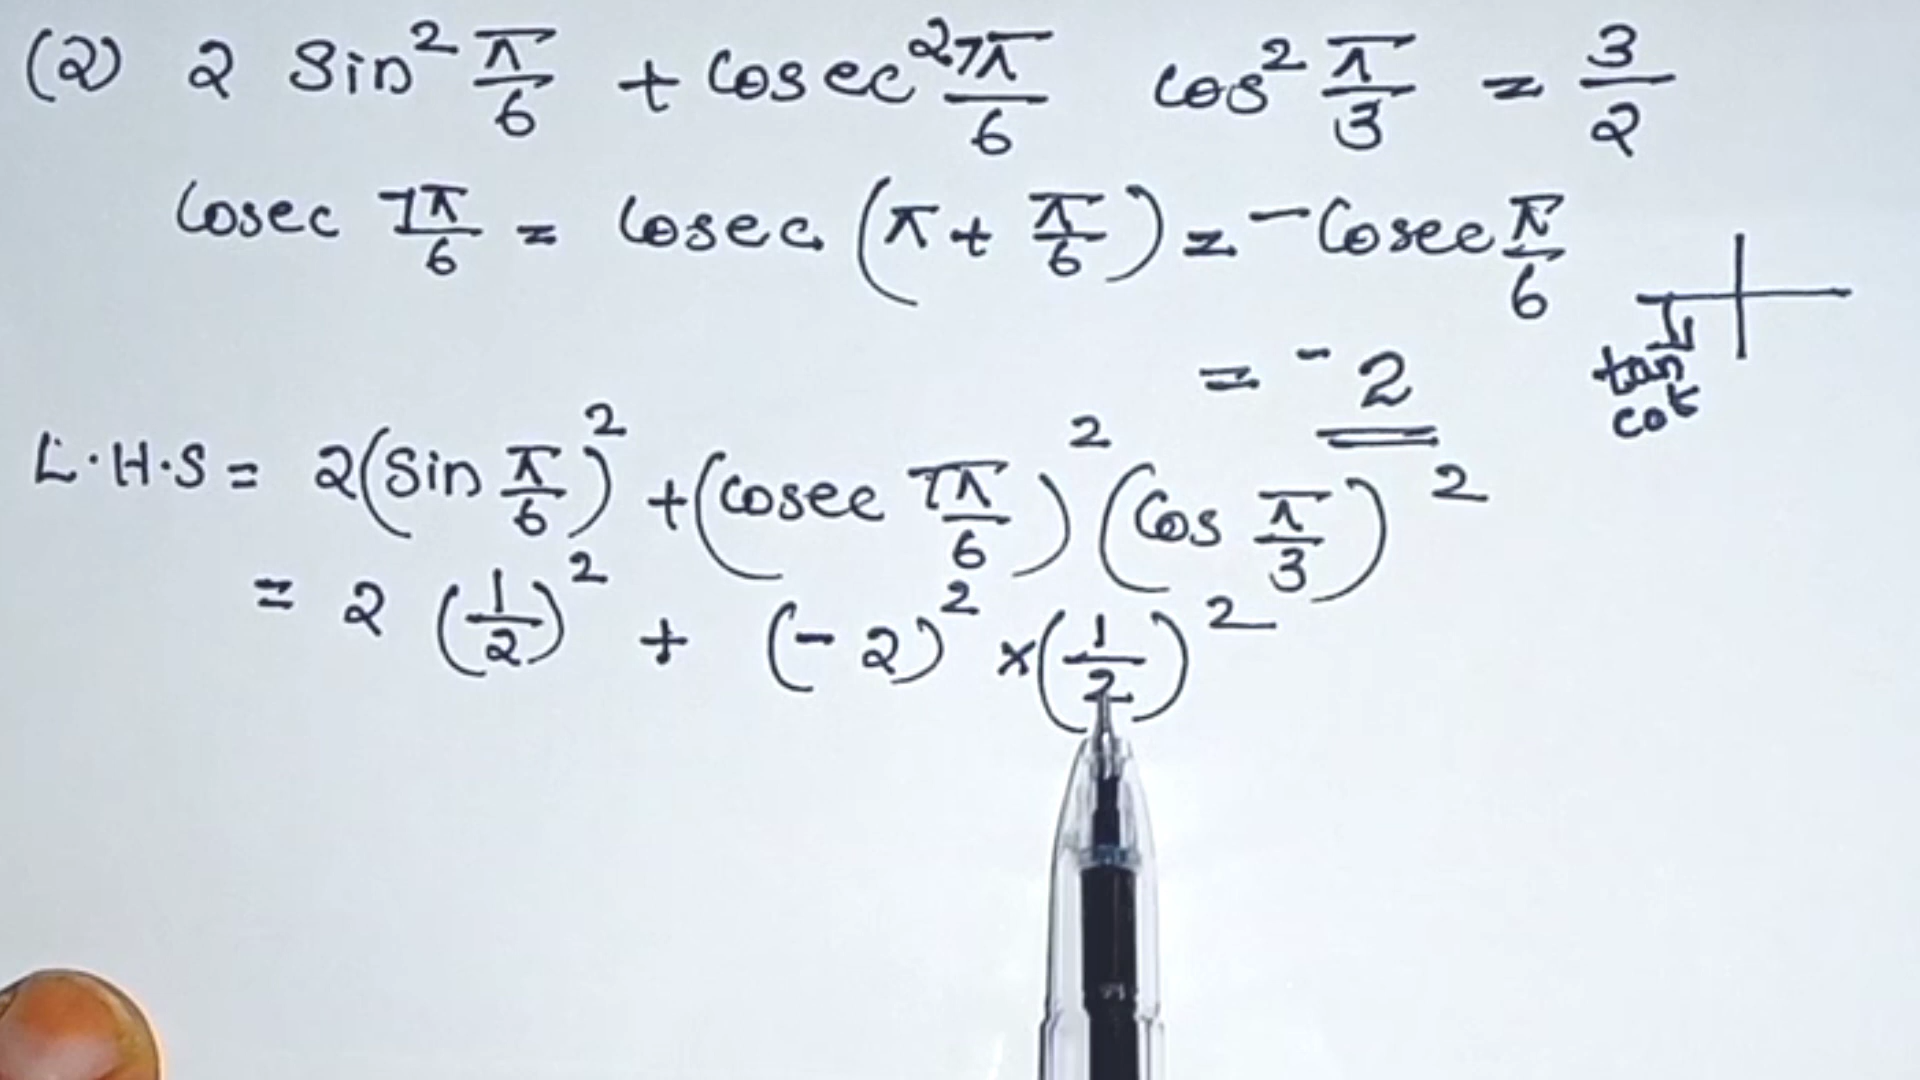 (2) 2 Sin² π/6 + cosec² 7π/6 cos² π/3 = 3/2
Cosec 7π/6 = Cosec (π + π/6) = -Cosec π/6
= -2
tan
cot
L.H.S = 2(Sin π/6)² + (cosec 7π/6)² (Cos π/3)²
= 2 (1/2)² + (-2)² × (1/2)²